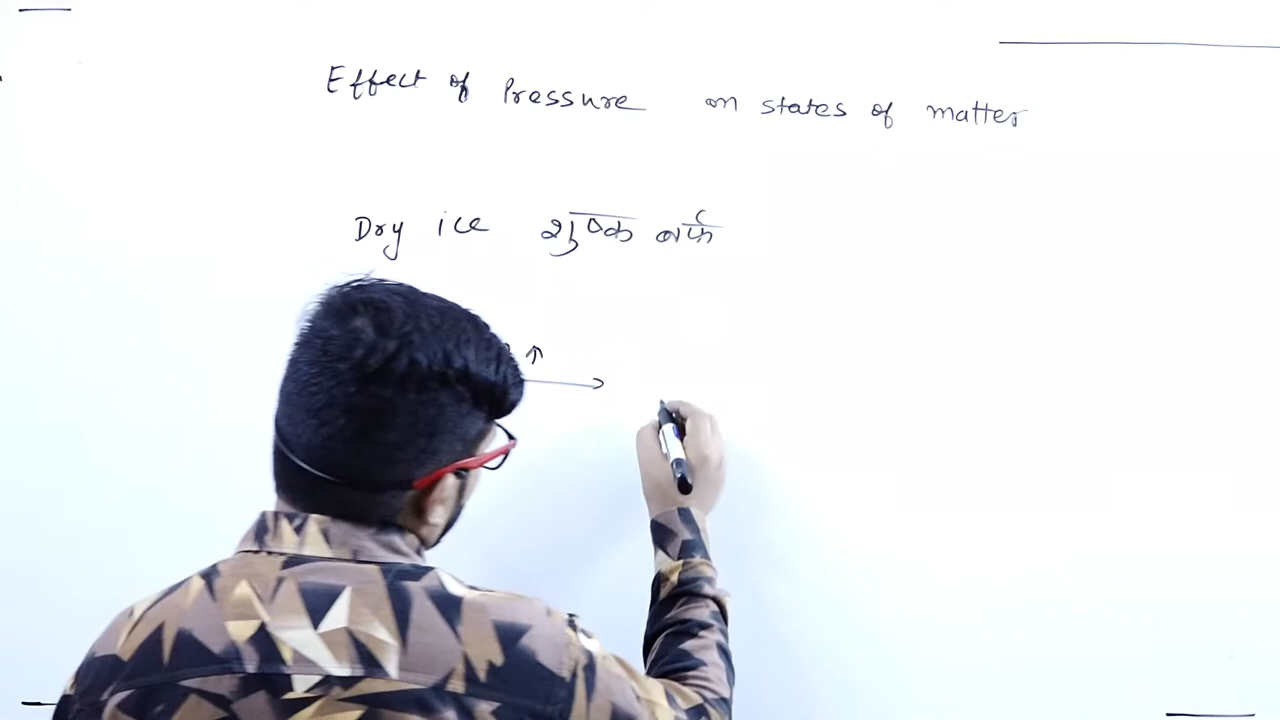 Effect of Pressure on states of matter
Dry ice शुष्क बर्फ
↑
→